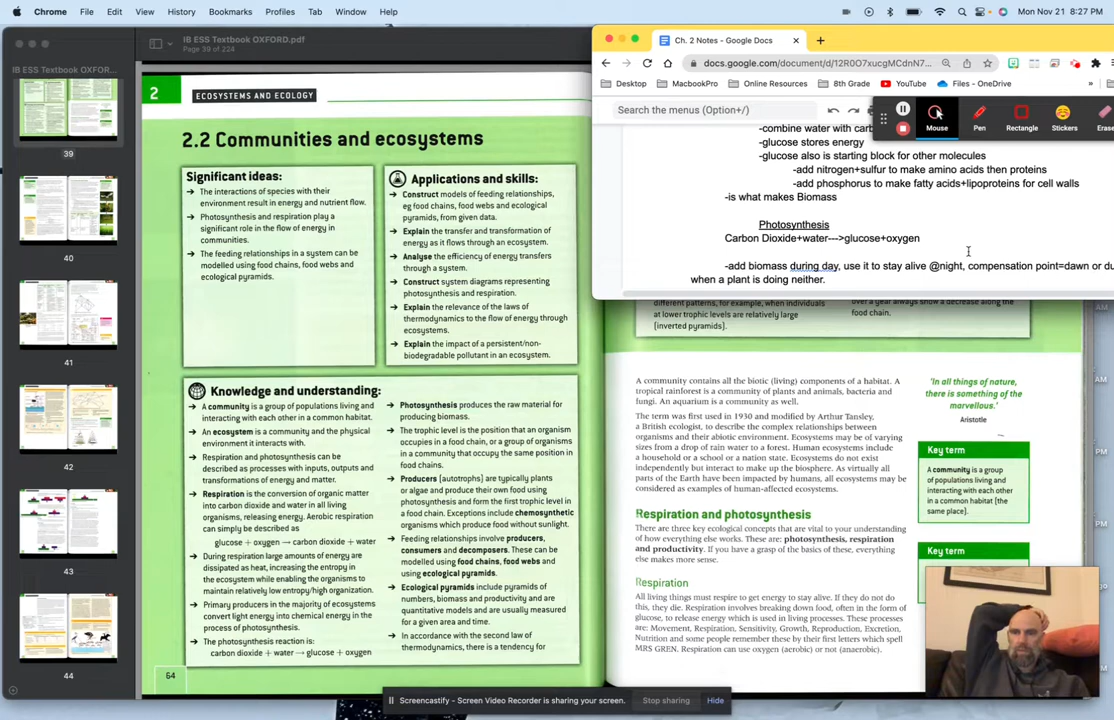 Chrome File Edit View History Bookmarks Profiles Tab Window Help Mon Nov 21 8:27 PM
IB ESS Textbook OXFORD.pdf
Page 39 of 224
IB ESS Textbook OXFOR...
39
40
41
42
43
44
2 ECOSYSTEMS AND ECOLOGY
2.2 Communities and ecosystems
Significant ideas:
→ The interactions of species with their
environment result in energy and nutrient flow.
→ Photosynthesis and respiration play a
significant role in the flow of energy in
communities.
→ The feeding relationships in a system can be
modelled using food chains, food webs and
ecological pyramids.
Applications and skills:
→ Construct models of feeding relationships,
eg food chains, food webs and ecological
pyramids, from given data.
→ Explain the transfer and transformation of
energy as it flows through an ecosystem.
→ Analyse the efficiency of energy transfers
through a system.
→ Construct system diagrams representing
photosynthesis and respiration.
→ Explain the relevance of the laws of
thermodynamics to the flow of energy through
ecosystems.
→ Explain the impact of a persistent/non-
biodegradable pollutant in an ecosystem.
Knowledge and understanding:
→ A community is a group of populations living and
interacting with each other in a common habitat.
→ An ecosystem is a community and the physical
environment it interacts with.
→ Respiration and photosynthesis can be
described as processes with inputs, outputs and
transformations of energy and matter.
→ Respiration is the conversion of organic matter
into carbon dioxide and water in all living
organisms, releasing energy. Aerobic respiration
can simply be described as
glucose + oxygen → carbon dioxide + water
→ During respiration large amounts of energy are
dissipated as heat, increasing the entropy in
the ecosystem while enabling the organisms to
maintain relatively low entropy/high organization.
→ Primary producers in the majority of ecosystems
convert light energy into chemical energy in the
process of photosynthesis.
→ The photosynthesis reaction is:
carbon dioxide + water → glucose + oxygen
→ Photosynthesis produces the raw material for
producing biomass.
→ The trophic level is the position that an organism
occupies in a food chain, or a group of organisms
in a community that occupy the same position in
food chains.
→ Producers (autotrophs) are typically plants
or algae and produce their own food using
photosynthesis and form the first trophic level in
a food chain. Exceptions include chemosynthetic
organisms which produce food without sunlight.
→ Feeding relationships involve producers,
consumers and decomposers. These can be
modelled using food chains, food webs and
using ecological pyramids.
→ Ecological pyramids include pyramids of
numbers, biomass and productivity and are
quantitative models and are usually measured
for a given area and time.
→ In accordance with the second law of
thermodynamics, there is a tendency for
64
Ch. 2 Notes - Google Docs
docs.google.com/document/d/12R0O7xucgMCdnN7...
Desktop MacbookPro Online Resources 8th Grade YouTube Files - OneDrive »
Search the menus (Option+/)
Mouse Pen Rectangle Stickers Erase
-combine water with carb
-glucose stores energy
-glucose also is starting block for other molecules
-add nitrogen+sulfur to make amino acids then proteins
-add phosphorus to make fatty acids+lipoproteins for cell walls
-is what makes Biomass
Photosynthesis
Carbon Dioxide+water--->glucose+oxygen
-add biomass during day, use it to stay alive @night, compensation point=dawn or du
when a plant is doing neither.
different patterns, for example, when individuals
at lower trophic levels are relatively large
(inverted pyramids).
over a year always show a decrease along the
food chain.
A community contains all the biotic (living) components of a habitat. A
tropical rainforest is a community of plants and animals, bacteria and
fungi. An aquarium is a community as well.
The term was first used in 1930 and modified by Arthur Tansley,
a British ecologist, to describe the complex relationships between
organisms and their abiotic environment. Ecosystems may be of varying
sizes from a drop of rain water to a forest. Human ecosystems include
a household or a school or a nation state. Ecosystems do not exist
independently but interact to make up the biosphere. As virtually all
parts of the Earth have been impacted by humans, all ecosystems may be
considered as examples of human-affected ecosystems.
Respiration and photosynthesis
There are three key ecological concepts that are vital to your understanding
of how everything else works. These are: photosynthesis, respiration
and productivity. If you have a grasp of the basics of these, everything
else makes more sense.
Respiration
All living things must respire to get energy to stay alive. If they do not do
this, they die. Respiration involves breaking down food, often in the form of
glucose, to release energy which is used in living processes. These processes
are: Movement, Respiration, Sensitivity, Growth, Reproduction, Excretion,
Nutrition and some people remember these by their first letters which spell
MRS GREN. Respiration can use oxygen (aerobic) or not (anaerobic).
'In all things of nature,
there is something of the
marvellous.'
Aristotle
Key term
A community is a group
of populations living and
interacting with each other
in a common habitat (the
same place).
Key term
AM
AM
Screencastify - Screen Video Recorder is sharing your screen. Stop sharing Hide